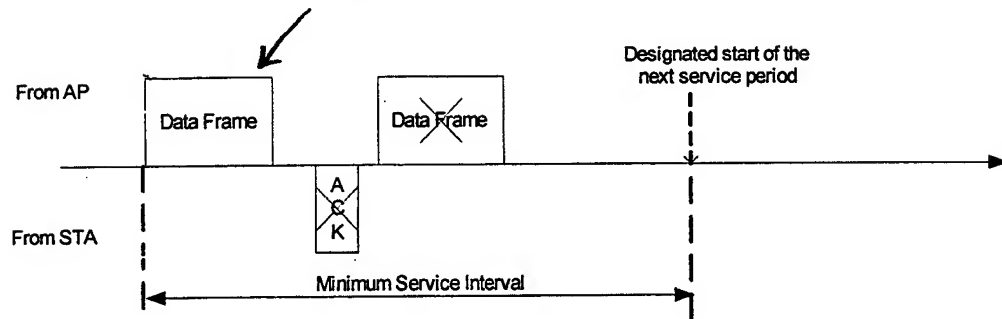 Designated start of the
next service period
From AP
Data Frame
Data Frame
A
C
K
From STA
Minimum Service Interval